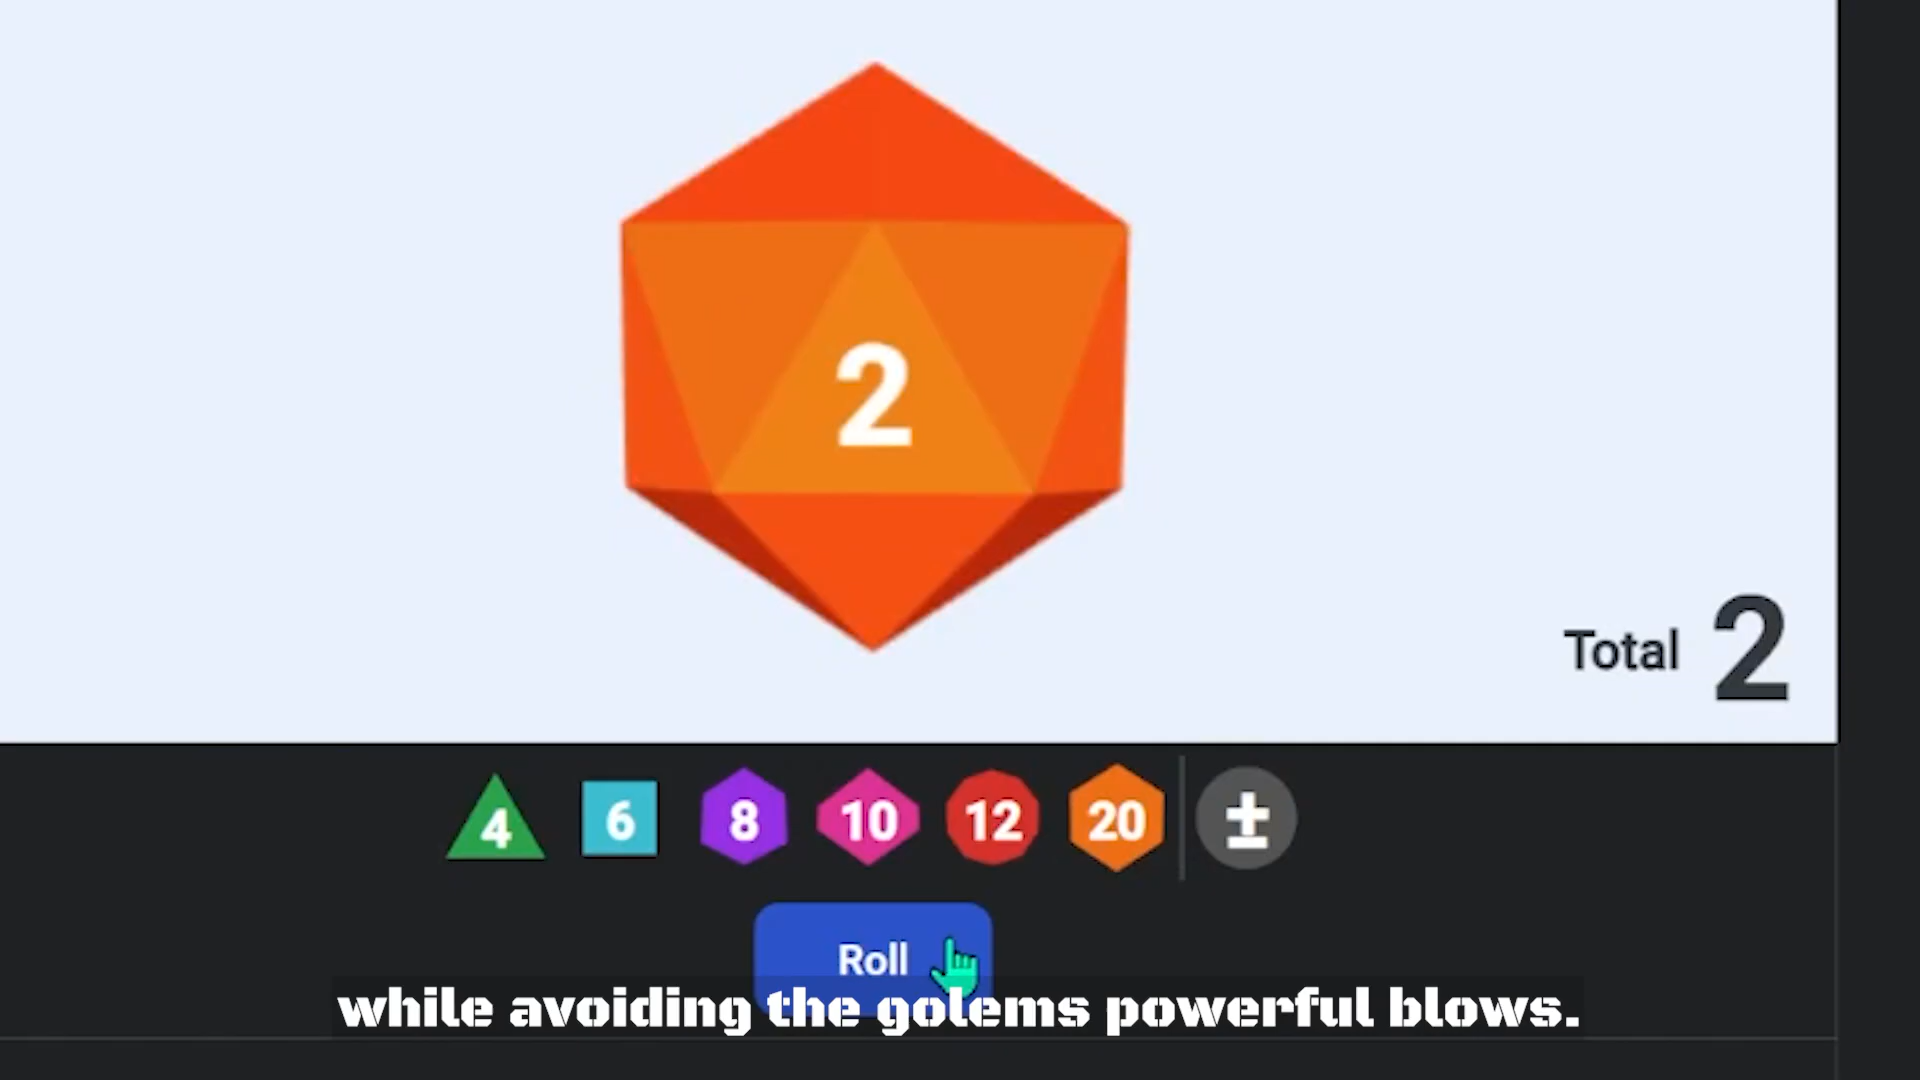 2
Total 2
4 6 8 10 12 20 ±
Roll
while avoiding the golems powerful blows.